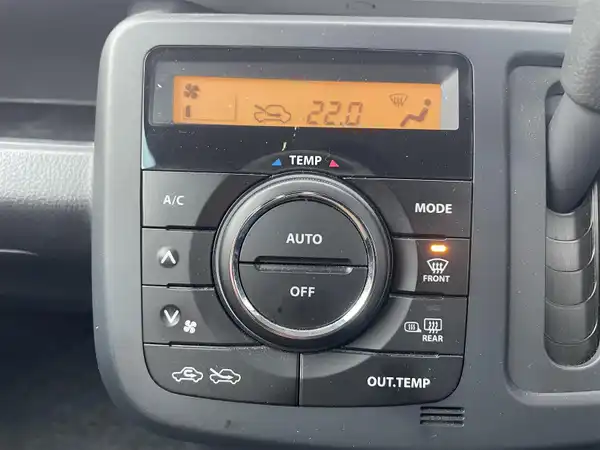 22.0
TEMP
A/C
AUTO
MODE
OFF
FRONT
REAR
OUT.TEMP